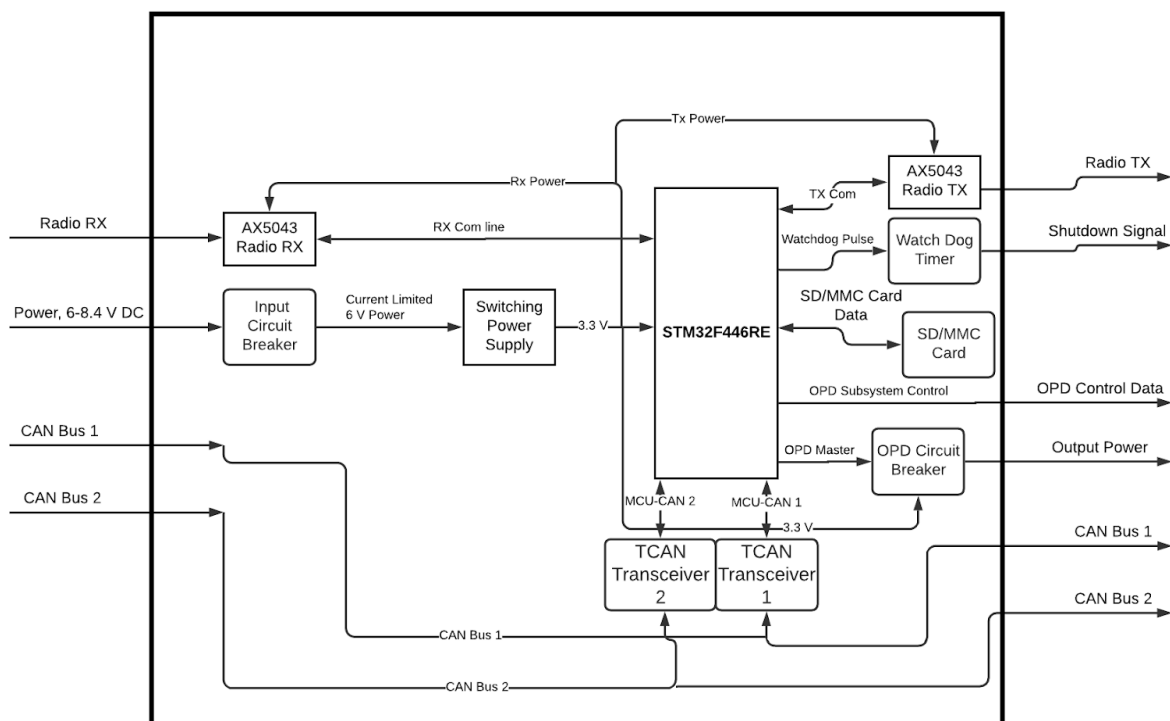 Tx Power
AX5043
Radio TX
Radio TX
Rx Power
TX Com
Radio RX
AX5043
Radio RX
RX Com line
Watchdog Pulse
Watch Dog
Timer
Shutdown Signal
Power, 6-8.4 V DC
Input
Circuit
Breaker
Current Limited
6 V Power
Switching
Power
Supply
3.3 V
STM32F446RE
SD/MMC Card
Data
SD/MMC
Card
OPD Subsystem Control
OPD Control Data
CAN Bus 1
OPD Master
OPD Circuit
Breaker
Output Power
CAN Bus 2
MCU-CAN 2
MCU-CAN 1
3.3 V
TCAN
Transceiver
2
TCAN
Transceiver
1
CAN Bus 1
CAN Bus 2
CAN Bus 1
CAN Bus 2